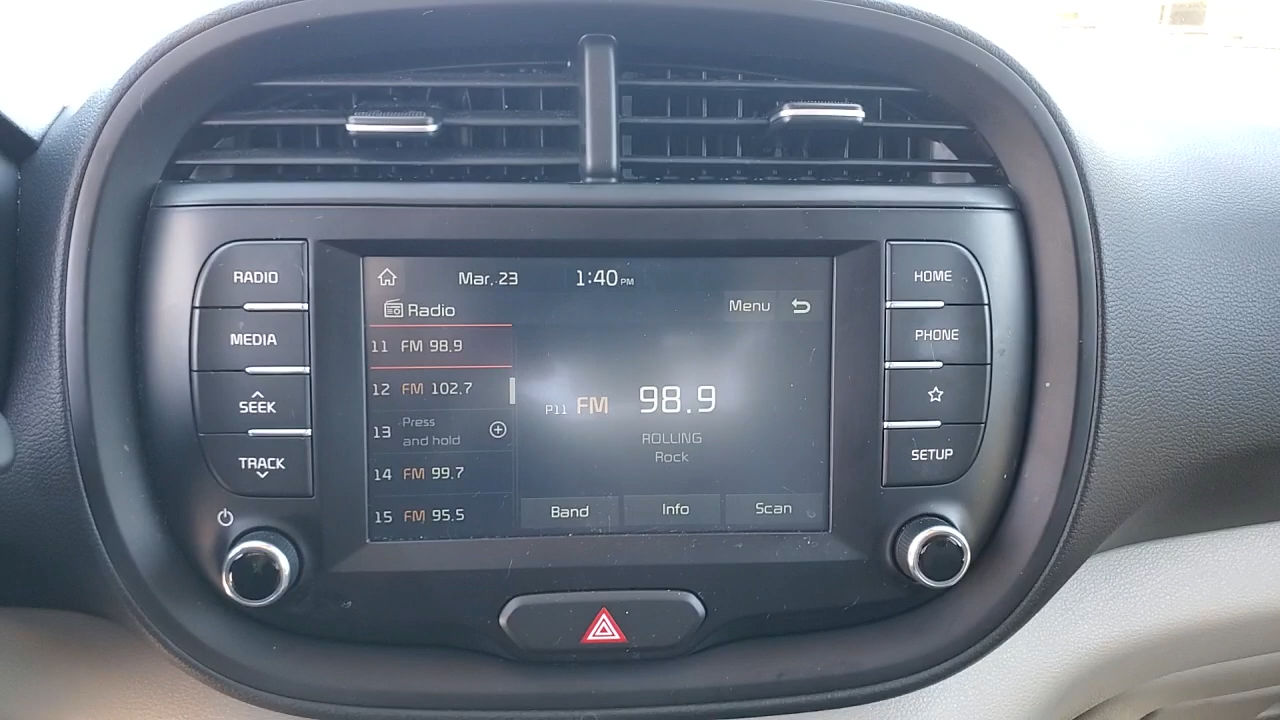 RADIO
MEDIA
SEEK
TRACK
Mar, 23 1:40 PM
Radio
Menu
11 FM 98.9
12 FM 102.7
13 Press
and hold
14 FM 99.7
15 FM 95.5
P11 FM 98.9
ROLLING
Rock
Band Info Scan
HOME
PHONE
SETUP